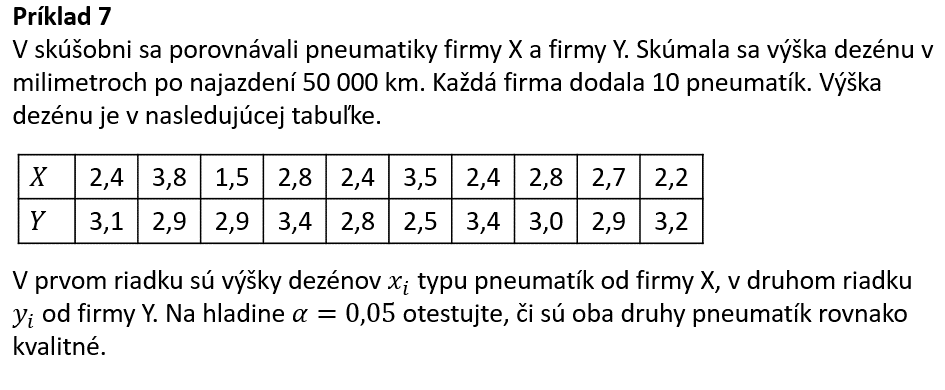 Príklad 7
V skúšobni sa porovnávali pneumatiky firmy X a firmy Y. Skúmala sa výška dezénu v
milimetroch po najazdení 50 000 km. Každá firma dodala 10 pneumatík. Výška
dezénu je v nasledujúcej tabuľke.
X 2,4 3,8 1,5 2,8 2,4 3,5 2,4 2,8 2,7 2,2
Y 3,1 2,9 2,9 3,4 2,8 2,5 3,4 3,0 2,9 3,2
V prvom riadku sú výšky dezénov xᵢ typu pneumatík od firmy X, v druhom riadku
yᵢ od firmy Y. Na hladine α = 0,05 otestujte, či sú oba druhy pneumatík rovnako
kvalitné.